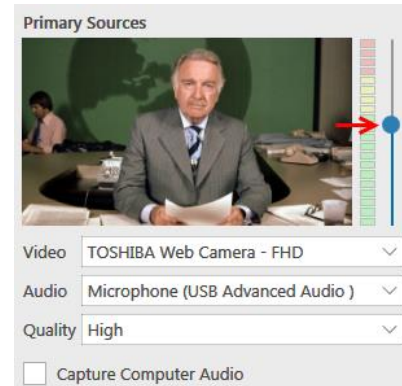 Primary Sources
Video TOSHIBA Web Camera - FHD
Audio Microphone (USB Advanced Audio )
Quality High
Capture Computer Audio